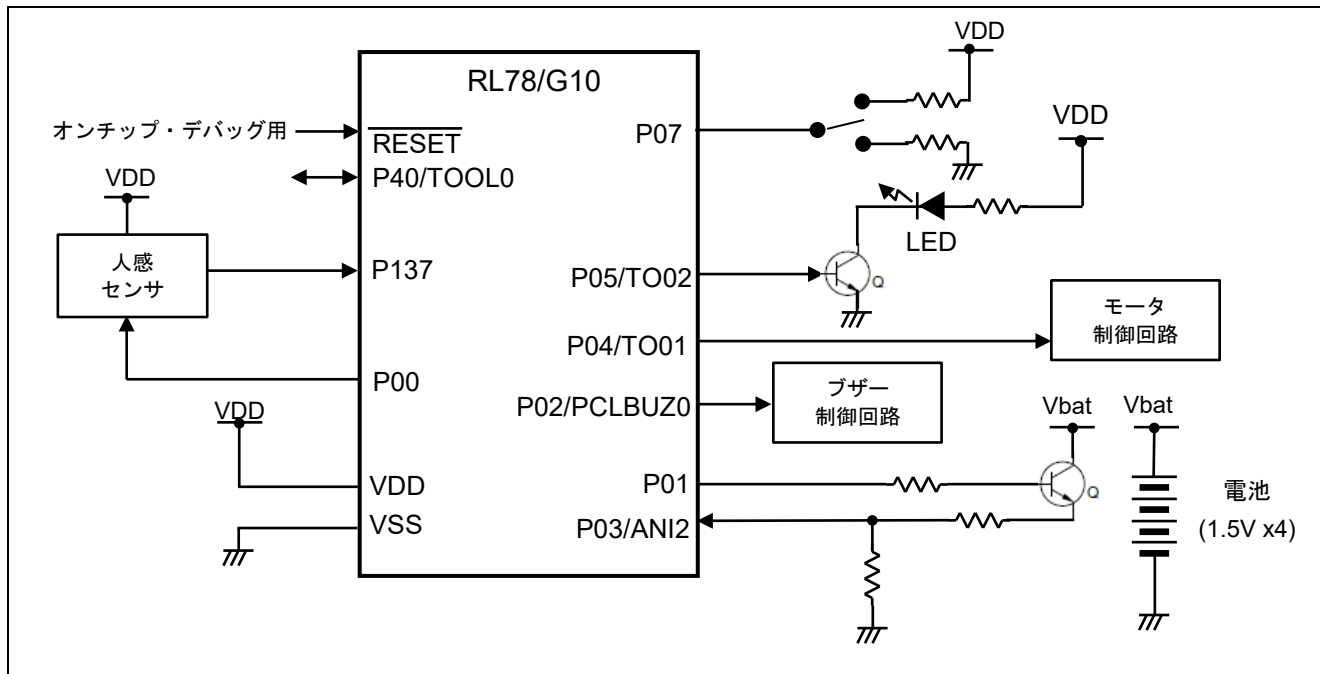 VDD
RL78/G10
VDD
オンチップ・デバッグ用
RESET
P07
VDD
P40/TOOL0
LED
人感
センサ
P137
P05/TO02
Q
モータ
制御回路
P04/TO01
P00
P02/PCLBUZ0
ブザー
制御回路
VDD
Vbat
Vbat
VDD
P01
Q
電池
(1.5V x4)
VSS
P03/ANI2